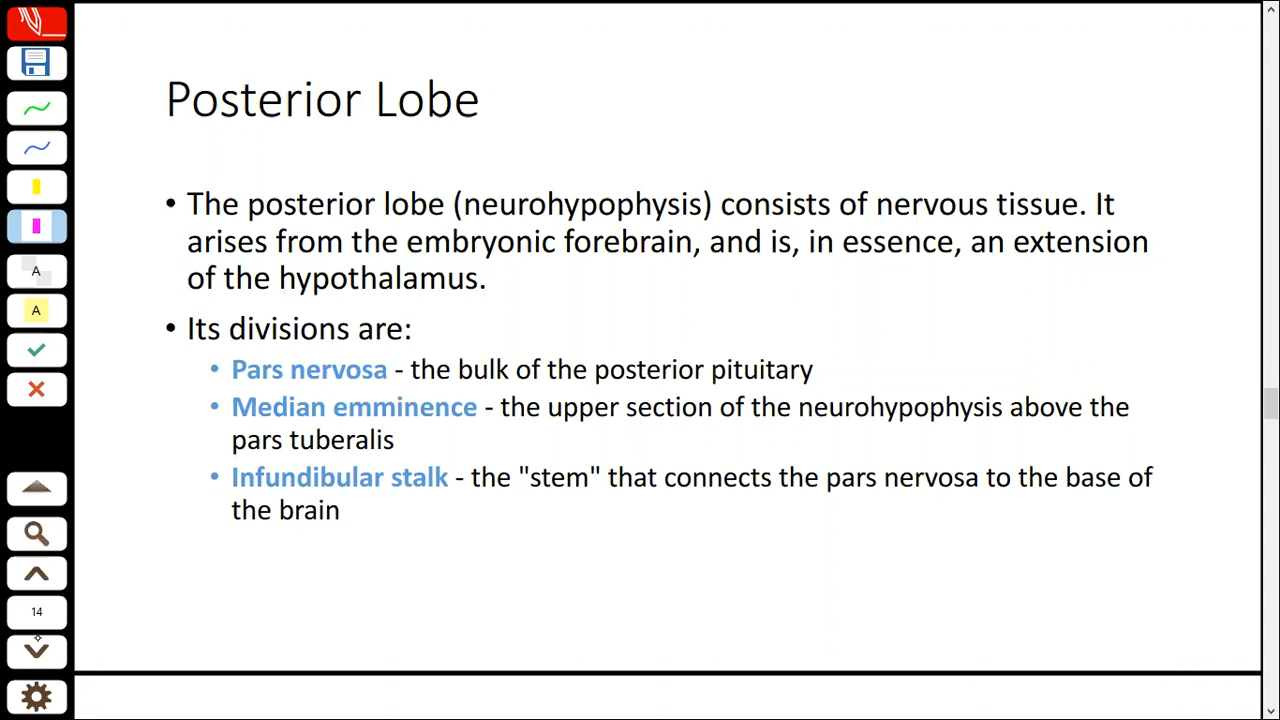 Posterior Lobe
• The posterior lobe (neurohypophysis) consists of nervous tissue. It
arises from the embryonic forebrain, and is, in essence, an extension
of the hypothalamus.
• Its divisions are:
• Pars nervosa - the bulk of the posterior pituitary
• Median emminence - the upper section of the neurohypophysis above the
pars tuberalis
• Infundibular stalk - the "stem" that connects the pars nervosa to the base of
the brain
A
A
14